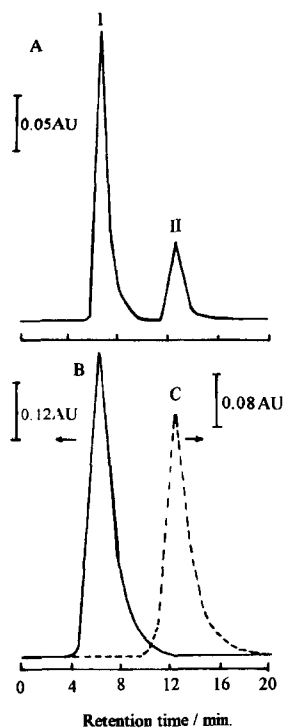 I
A
0.05AU
II
B
C
0.12AU
0.08AU
0 4 8 12 16 20
Retention time / min.